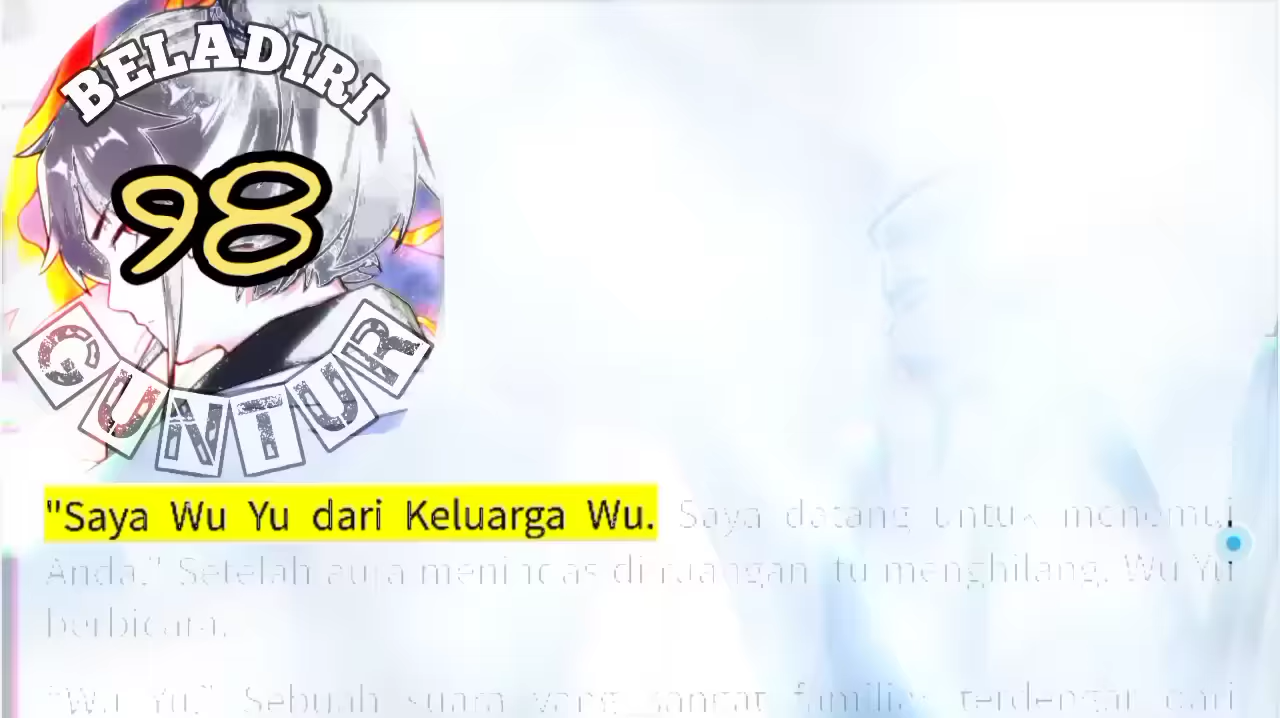 BELADIRI
98
GUNTUR
"Saya Wu Yu dari Keluarga Wu. Saya datang untuk menemui
Anda." Setelah aura menindas di ruangan itu menghilang, Wu Yu
berbicara.
"Wu Yu?" Sebuah suara yang sangat familiar terdengar dari